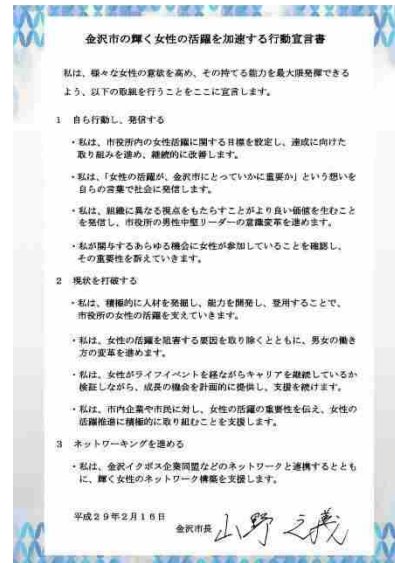 金沢市の輝く女性の活躍を加速する行動宣言書
私は、様々な女性の意欲を高め、その持てる能力を最大限発揮できる
よう、以下の取組を行うことをここに宣言します。
1 自ら行動し、発信する
・私は、市役所内の女性活躍に関する目標を設定し、達成に向けた
取り組みを進め、継続的に改善します。
・私は、「女性の活躍が、金沢市にとっていかに重要か」という想いを
自らの言葉で社会に発信します。
・私は、組織に異なる視点をもたらすことがより良い価値を生むこと
を発信し、市役所の男性中堅リーダーの意識変革を進めます。
・私が関与するあらゆる機会に女性が参加していることを確認し、
その重要性を訴えていきます。
2 現状を打破する
・私は、積極的に人材を発掘し、能力を開発し、登用することで、
市役所の女性の活躍を支えていきます。
・私は、女性の活躍を阻害する要因を取り除くとともに、男女の働き
方の変革を進めます。
・私は、女性がライフイベントを経ながらキャリアを継続しているか
検証しながら、成長の機会を計画的に提供し、支援を続けます。
・私は、市内企業や市民に対し、女性の活躍の重要性を伝え、女性の
活躍推進に積極的に取り組むことを支援します。
3 ネットワーキングを進める
・私は、金沢イクボス企業同盟などのネットワークと連携するととも
に、輝く女性のネットワーク構築を支援します。
平成29年2月16日
金沢市長 山野之義